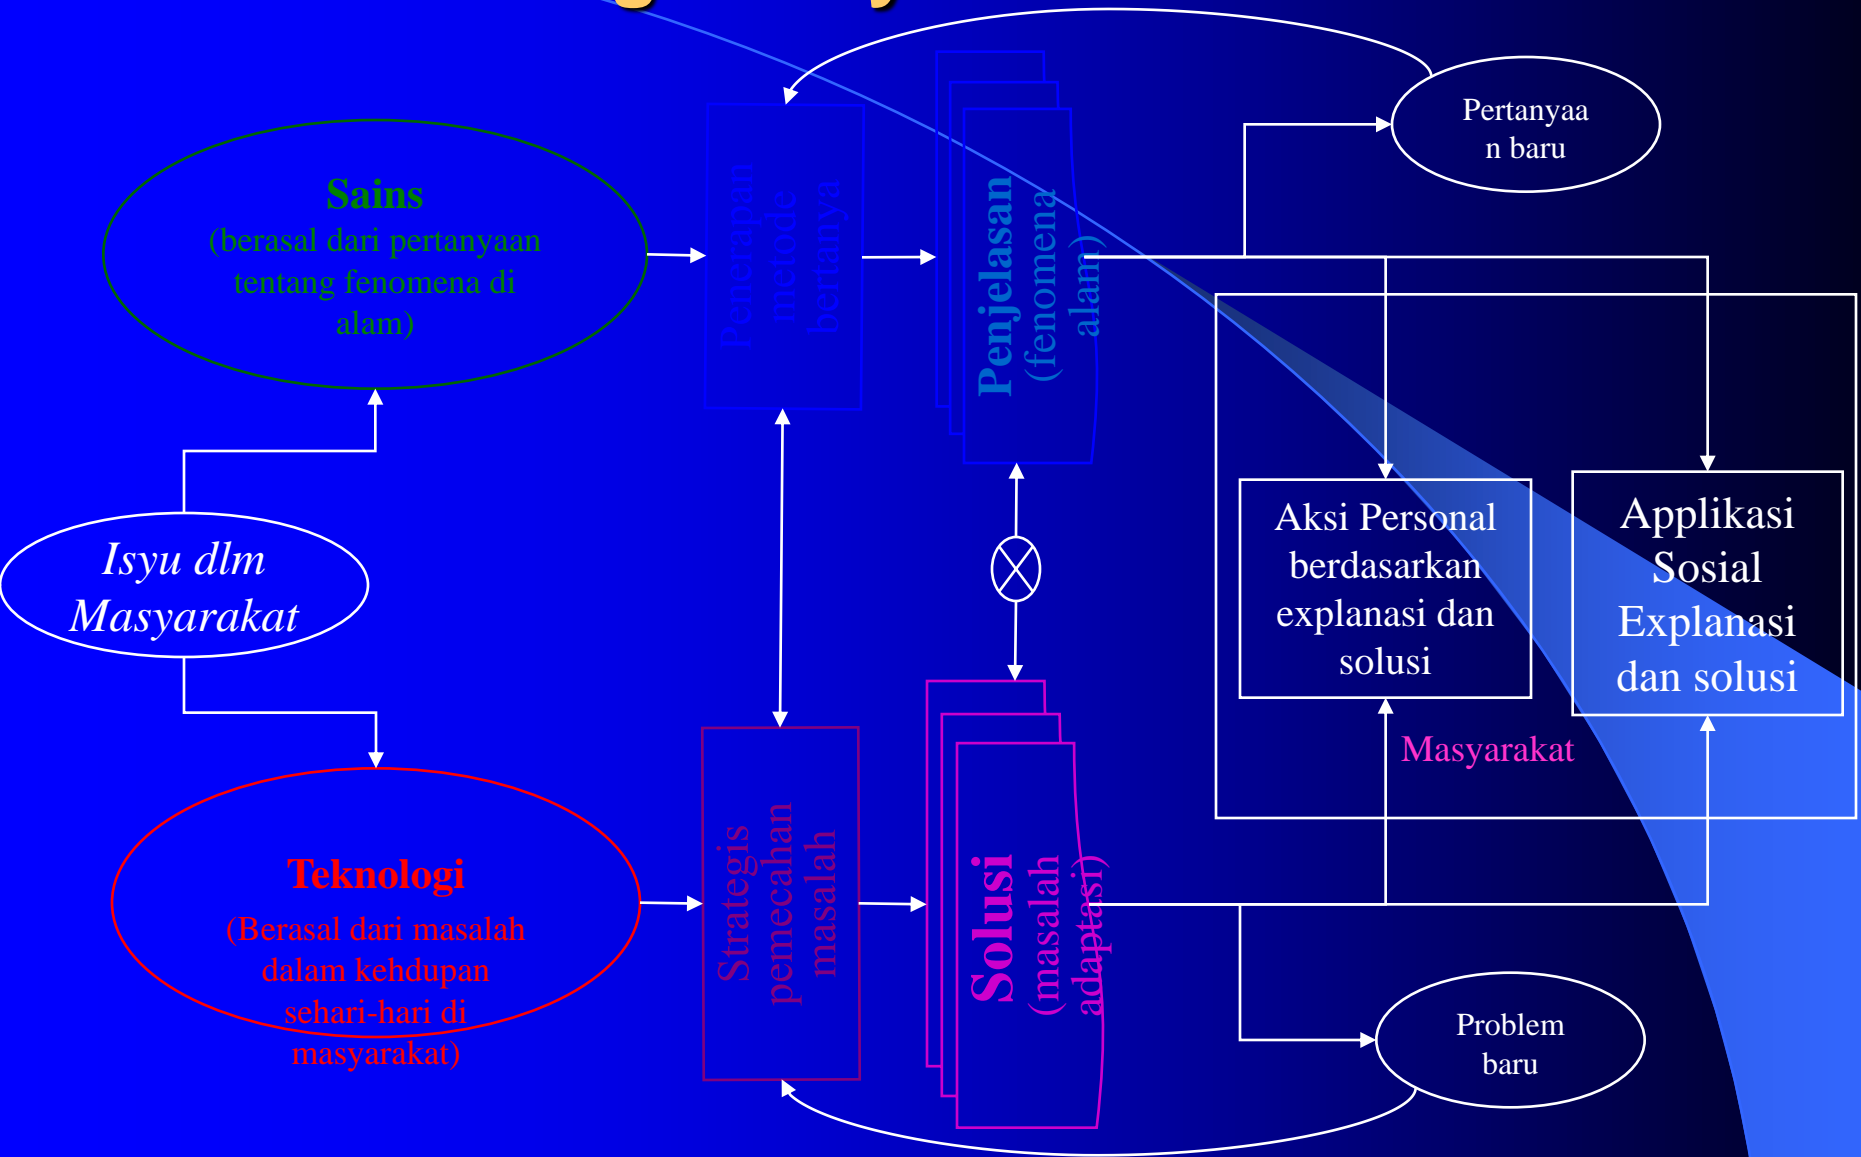 Pertanyaa
n baru
Sains
(berasal dari pertanyaan
tentang fenomena di
alam)
Penerapan
metode
bertanya
Penjelasan
(fenomena
alam)
Isyu dlm
Masyarakat
Aksi Personal
berdasarkan
explanasi dan
solusi
Applikasi
Sosial
Explanasi
dan solusi
Masyarakat
Teknologi
(Berasal dari masalah
dalam kehdupan
sehari-hari di
masyarakat)
Strategis
pemecahan
masalah
Solusi
(masalah
adaptasi)
Problem
baru